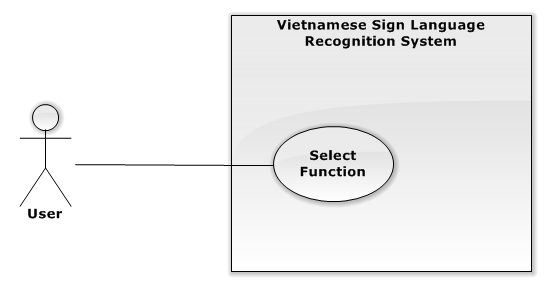 Vietnamese Sign Language
Recognition System
Select
Function
User